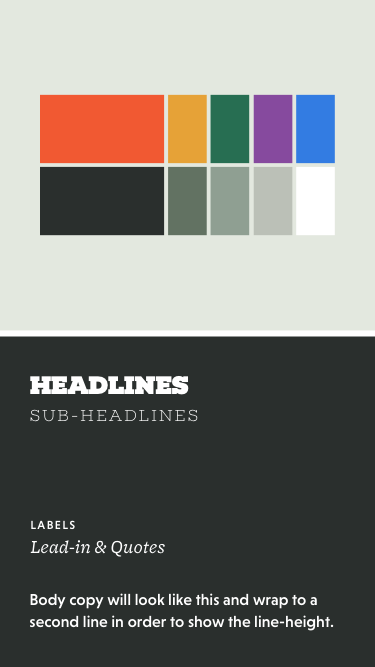 HEADLINES
SUB-HEADLINES
LABELS
Lead-in & Quotes
Body copy will look like this and wrap to a
second line in order to show the line-height.